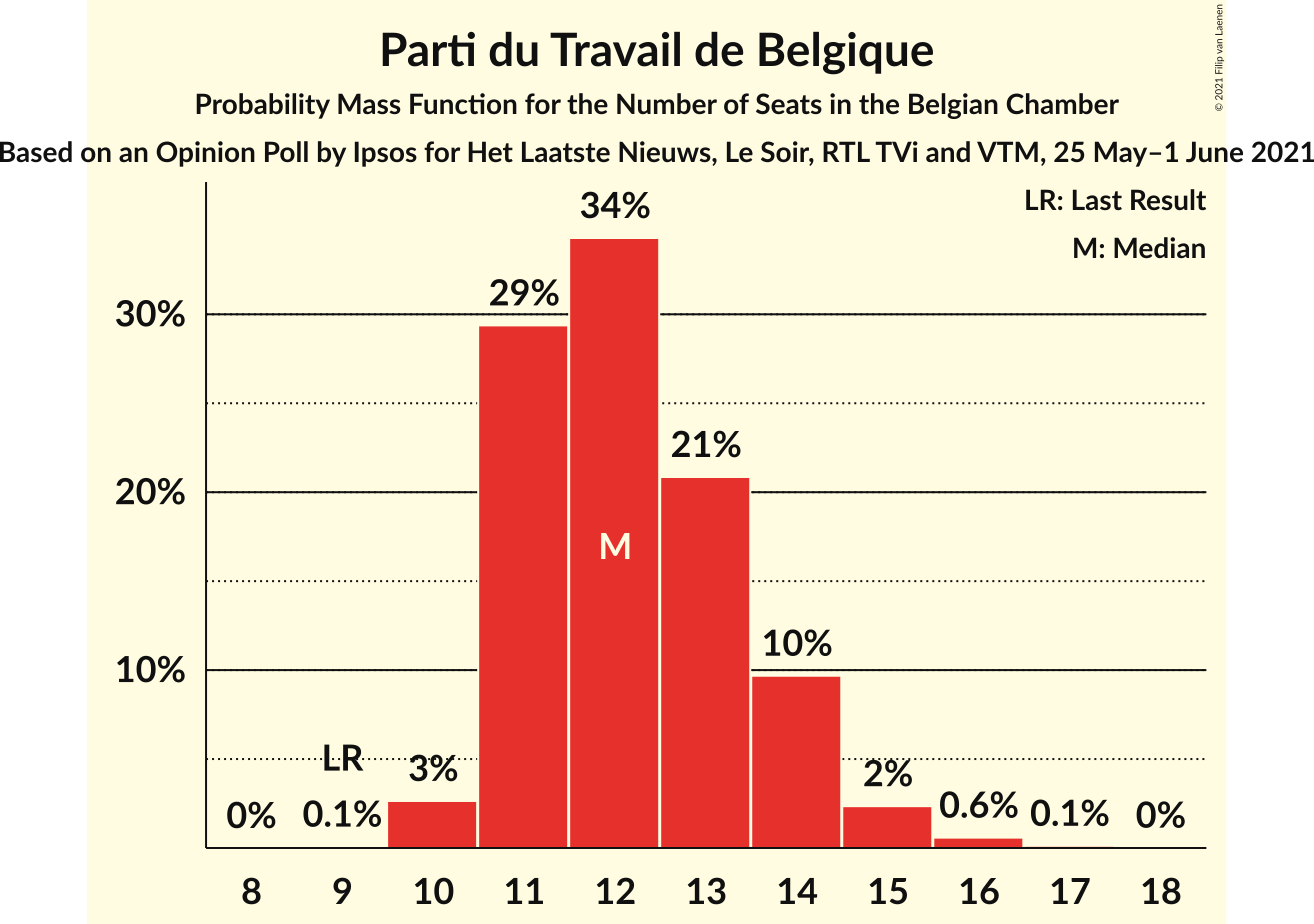 Parti du Travail de Belgique
Probability Mass Function for the Number of Seats in the Belgian Chamber
Based on an Opinion Poll by Ipsos for Het Laatste Nieuws, Le Soir, RTL TVi and VTM, 25 May–1 June 2021
© 2021 Filip van Laenen
LR: Last Result
M: Median
34%
29%
30%
21%
20%
M
10%
10%
LR
3%
2%
0%
0.1%
0.6%
0.1%
0%
8 9 10 11 12 13 14 15 16 17 18